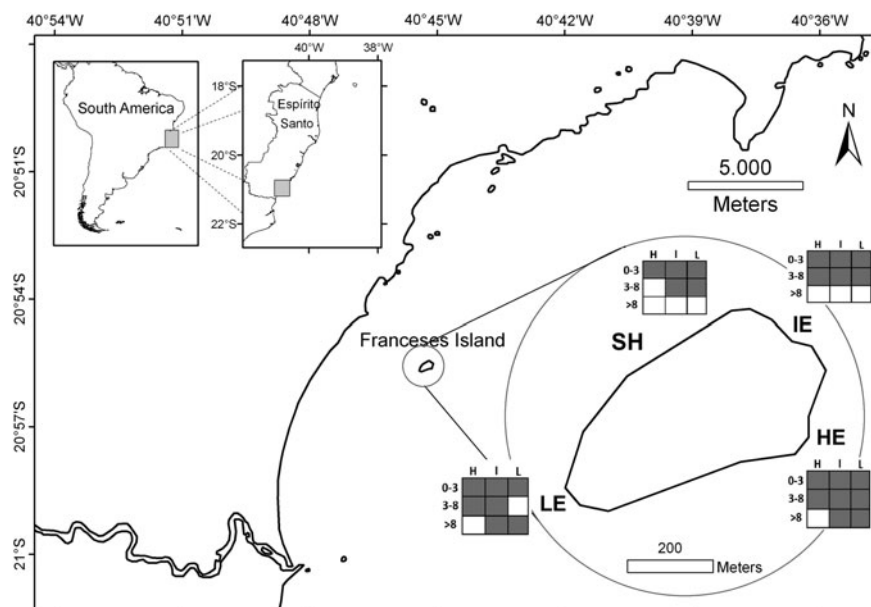 40°54'W 40°51'W 40°48'W 40°45'W 40°42'W 40°39'W 40°36'W
40°W 38°W
18°S
20°S
22°S
South America
Espírito
Santo
N
5.000
Meters
20°51'S
20°54'S
20°57'S
21°S
Franceses Island
H I L
0-3
3-8
>8
H I L
0-3
3-8
>8
SH
IE
HE
LE
H I L
0-3
3-8
>8
H I L
0-3
3-8
>8
200
Meters